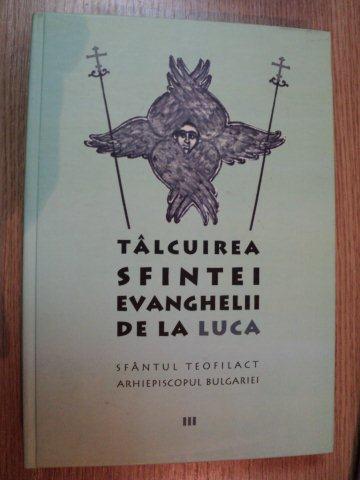 TÂLCUIREA
SFINTEI
EVANGHELII
DE LA LUCA
SFÂNTUL TEOFILACT
ARHIEPISCOPUL BULGARIEI
III